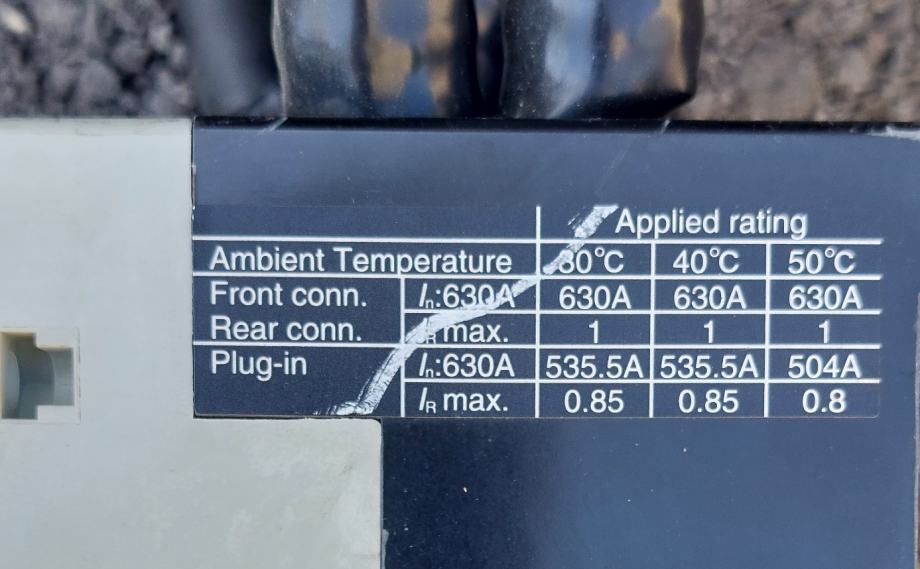 Applied rating
Ambient Temperature 30°C 40°C 50°C
Front conn. In:630A 630A 630A 630A
Rear conn. IR max. 1 1 1
Plug-in In:630A 535.5A 535.5A 504A
IR max. 0.85 0.85 0.8